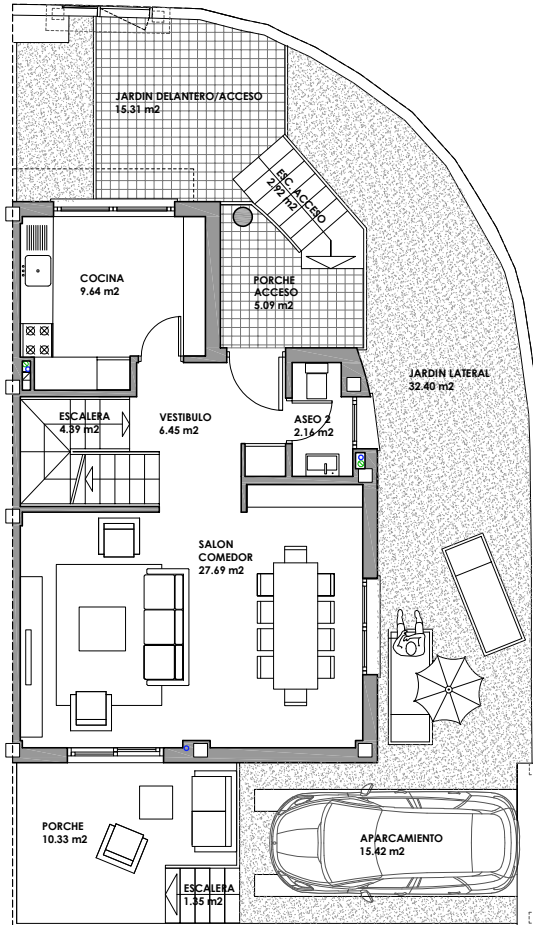 JARDIN DELANTERO/ACCESO
15.31 m2
ESC. ACCESO
2.92 m2
COCINA
9.64 m2
PORCHE
ACCESO
5.09 m2
JARDIN LATERAL
32.40 m2
ESCALERA
4.39 m2
VESTIBULO
6.45 m2
ASEO 2
2.16 m2
SALON
COMEDOR
27.69 m2
PORCHE
10.33 m2
APARCAMIENTO
15.42 m2
ESCALERA
1.35 m2